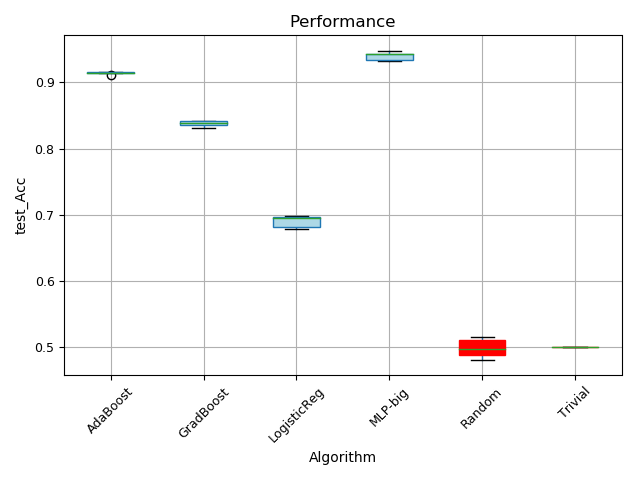 Performance
test_Acc
0.9
0.8
0.7
0.6
0.5
AdaBoost
GradBoost
LogisticReg
MLP-big
Random
Trivial
Algorithm